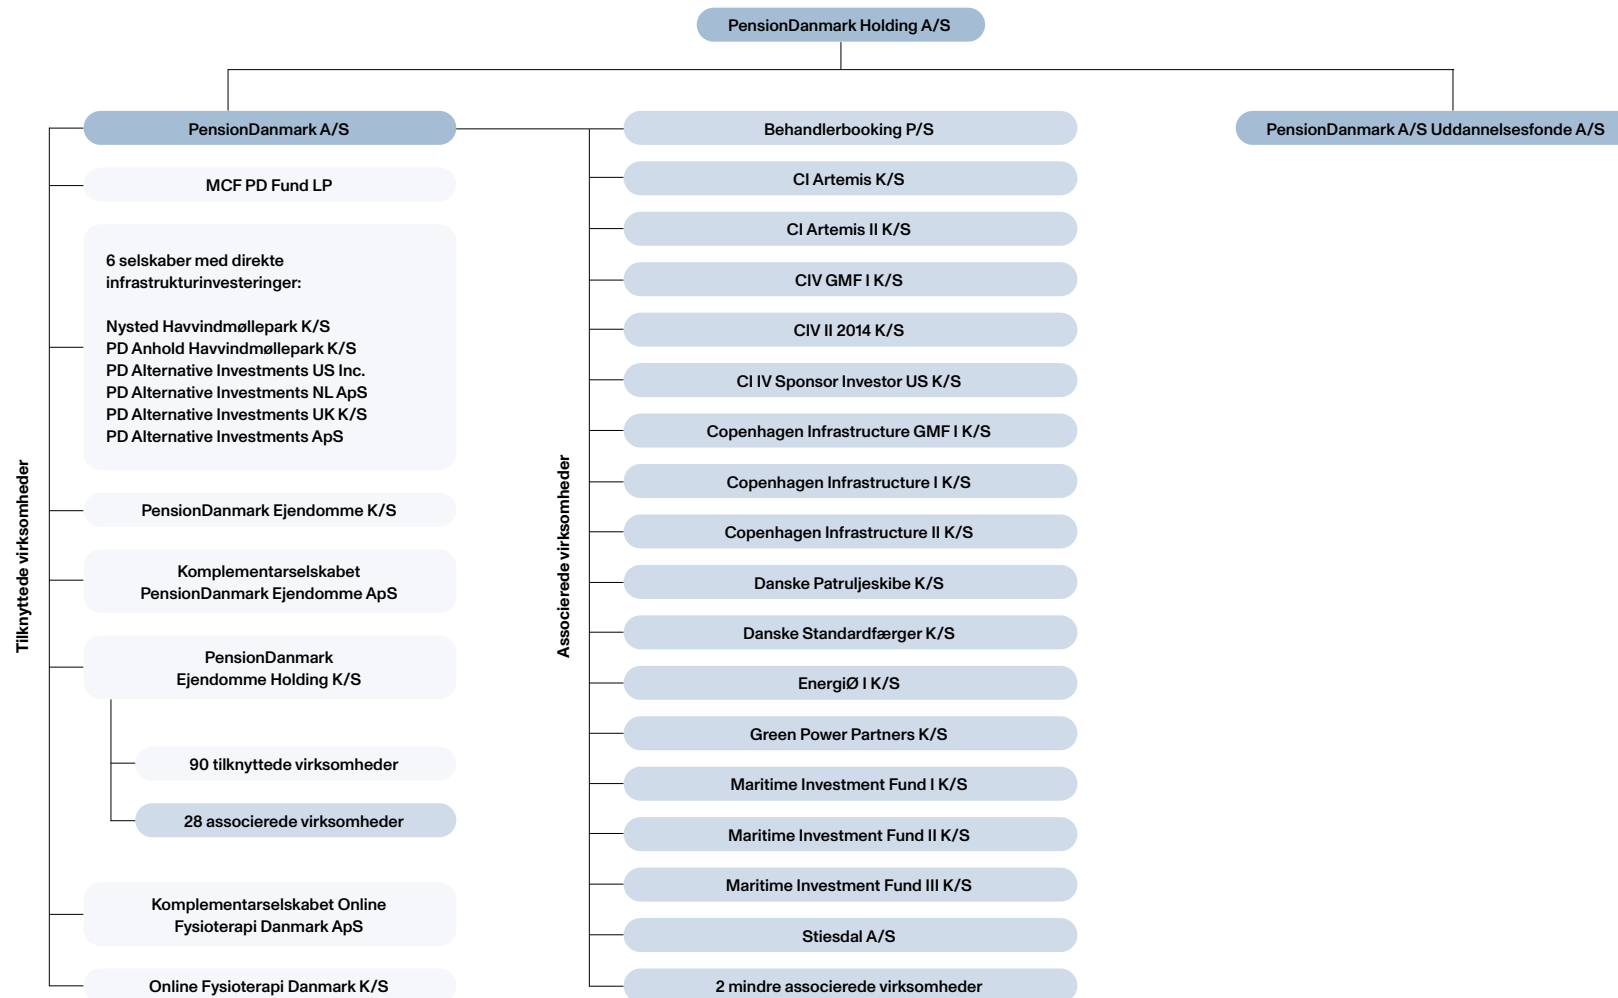 PensionDanmark Holding A/S
PensionDanmark A/S
Behandlerbooking P/S
PensionDanmark A/S Uddannelsesfonde A/S
Tilknyttede virksomheder
MCF PD Fund LP
6 selskaber med direkte
infrastrukturinvesteringer:
Nysted Havvindmøllepark K/S
PD Anhold Havvindmøllepark K/S
PD Alternative Investments US Inc.
PD Alternative Investments NL ApS
PD Alternative Investments UK K/S
PD Alternative Investments ApS
PensionDanmark Ejendomme K/S
Komplementarselskabet
PensionDanmark Ejendomme ApS
PensionDanmark
Ejendomme Holding K/S
90 tilknyttede virksomheder
28 associerede virksomheder
Komplementarselskabet Online
Fysioterapi Danmark ApS
Online Fysioterapi Danmark K/S
Associerede virksomheder
CI Artemis K/S
CI Artemis II K/S
CIV GMF I K/S
CIV II 2014 K/S
CI IV Sponsor Investor US K/S
Copenhagen Infrastructure GMF I K/S
Copenhagen Infrastructure I K/S
Copenhagen Infrastructure II K/S
Danske Patruljeskibe K/S
Danske Standardfærger K/S
EnergiØ I K/S
Green Power Partners K/S
Maritime Investment Fund I K/S
Maritime Investment Fund II K/S
Maritime Investment Fund III K/S
Stiesdal A/S
2 mindre associerede virksomheder